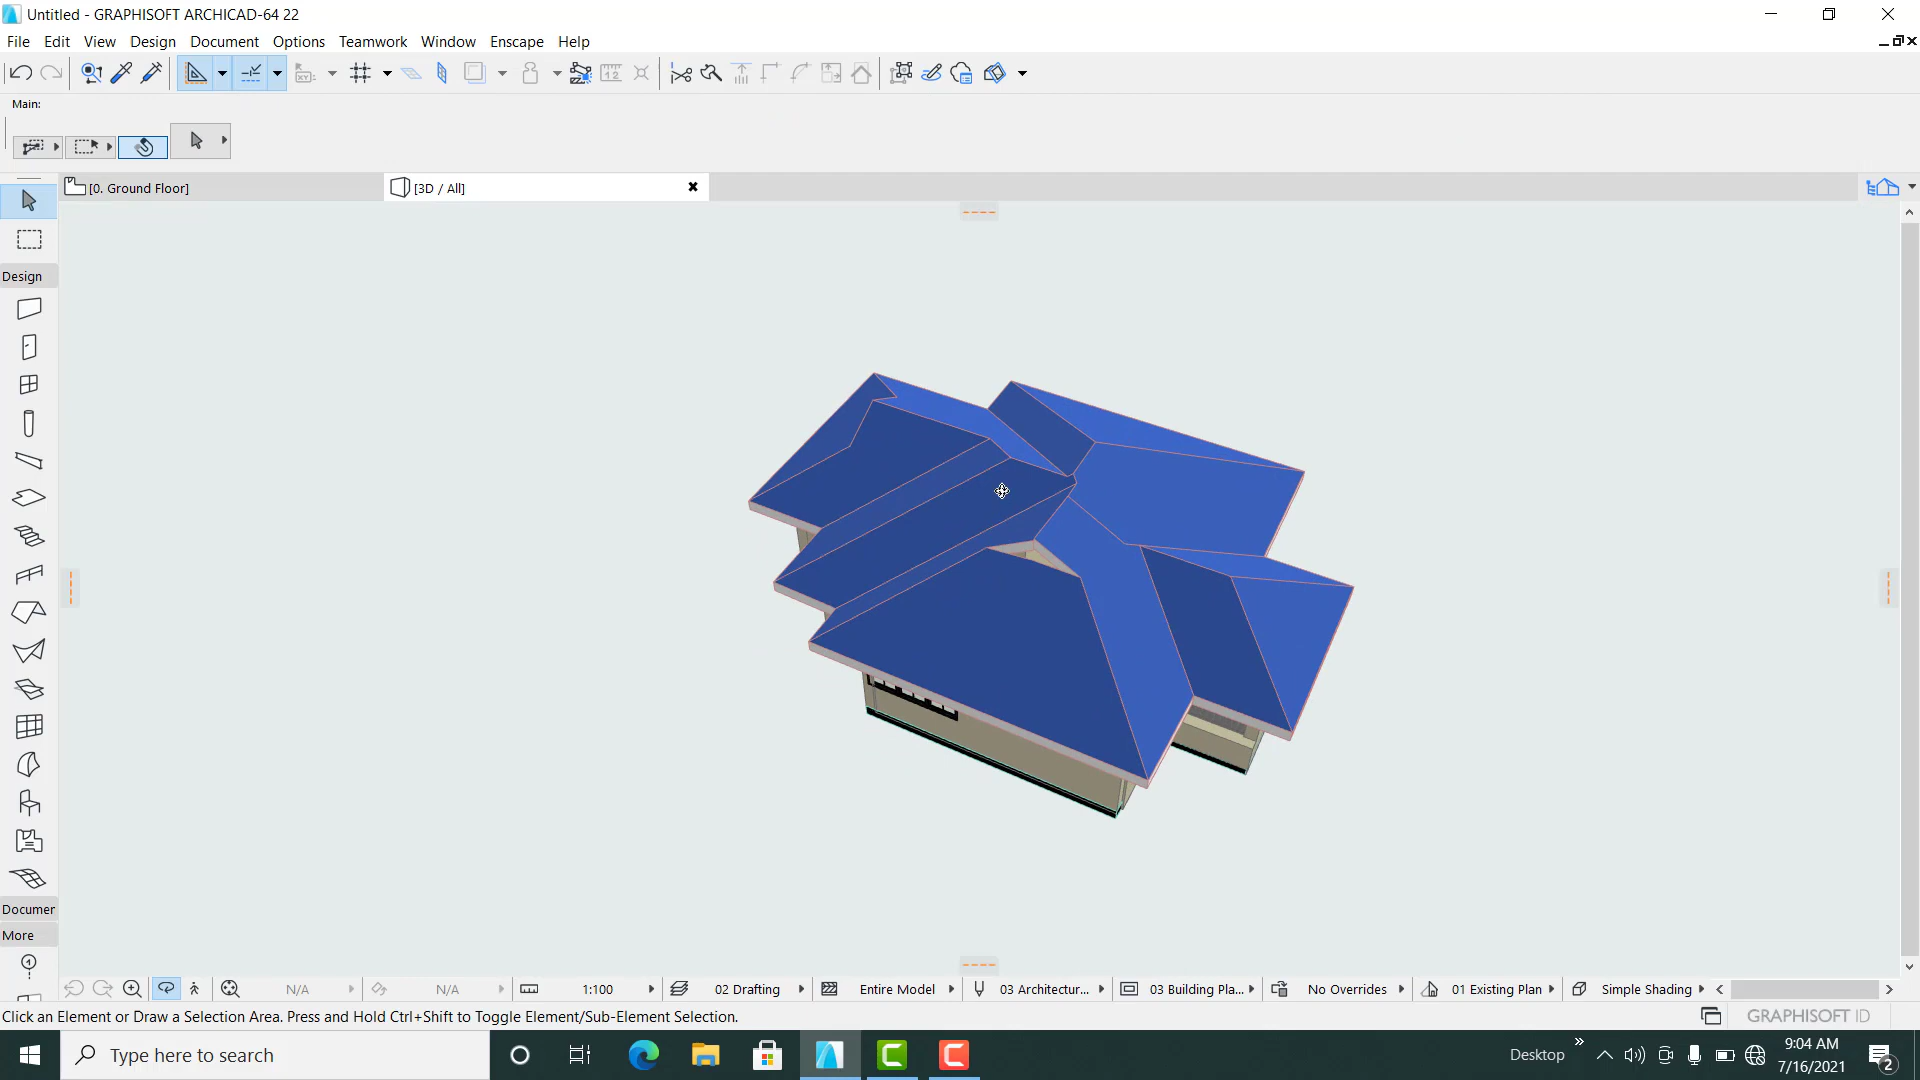 Untitled - GRAPHISOFT ARCHICAD-64 22
File Edit View Design Document Options Teamwork Window Enscape Help
Main:
[0. Ground Floor] [3D / All]
Design
Documer
More
N/A N/A 1:100 02 Drafting Entire Model 03 Architectur... 03 Building Pla... No Overrides 01 Existing Plan Simple Shading
Click an Element or Draw a Selection Area. Press and Hold Ctrl+Shift to Toggle Element/Sub-Element Selection. GRAPHISOFT ID
Type here to search Desktop 9:04 AM
7/16/2021 2